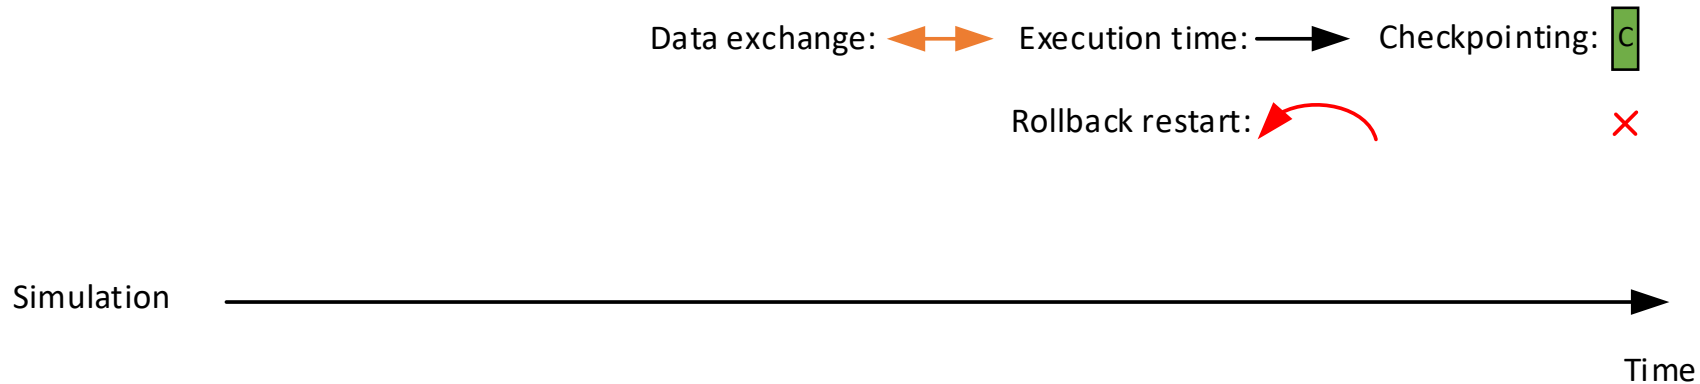 Data exchange: Execution time: Checkpointing: C
Rollback restart:
Simulation
Time